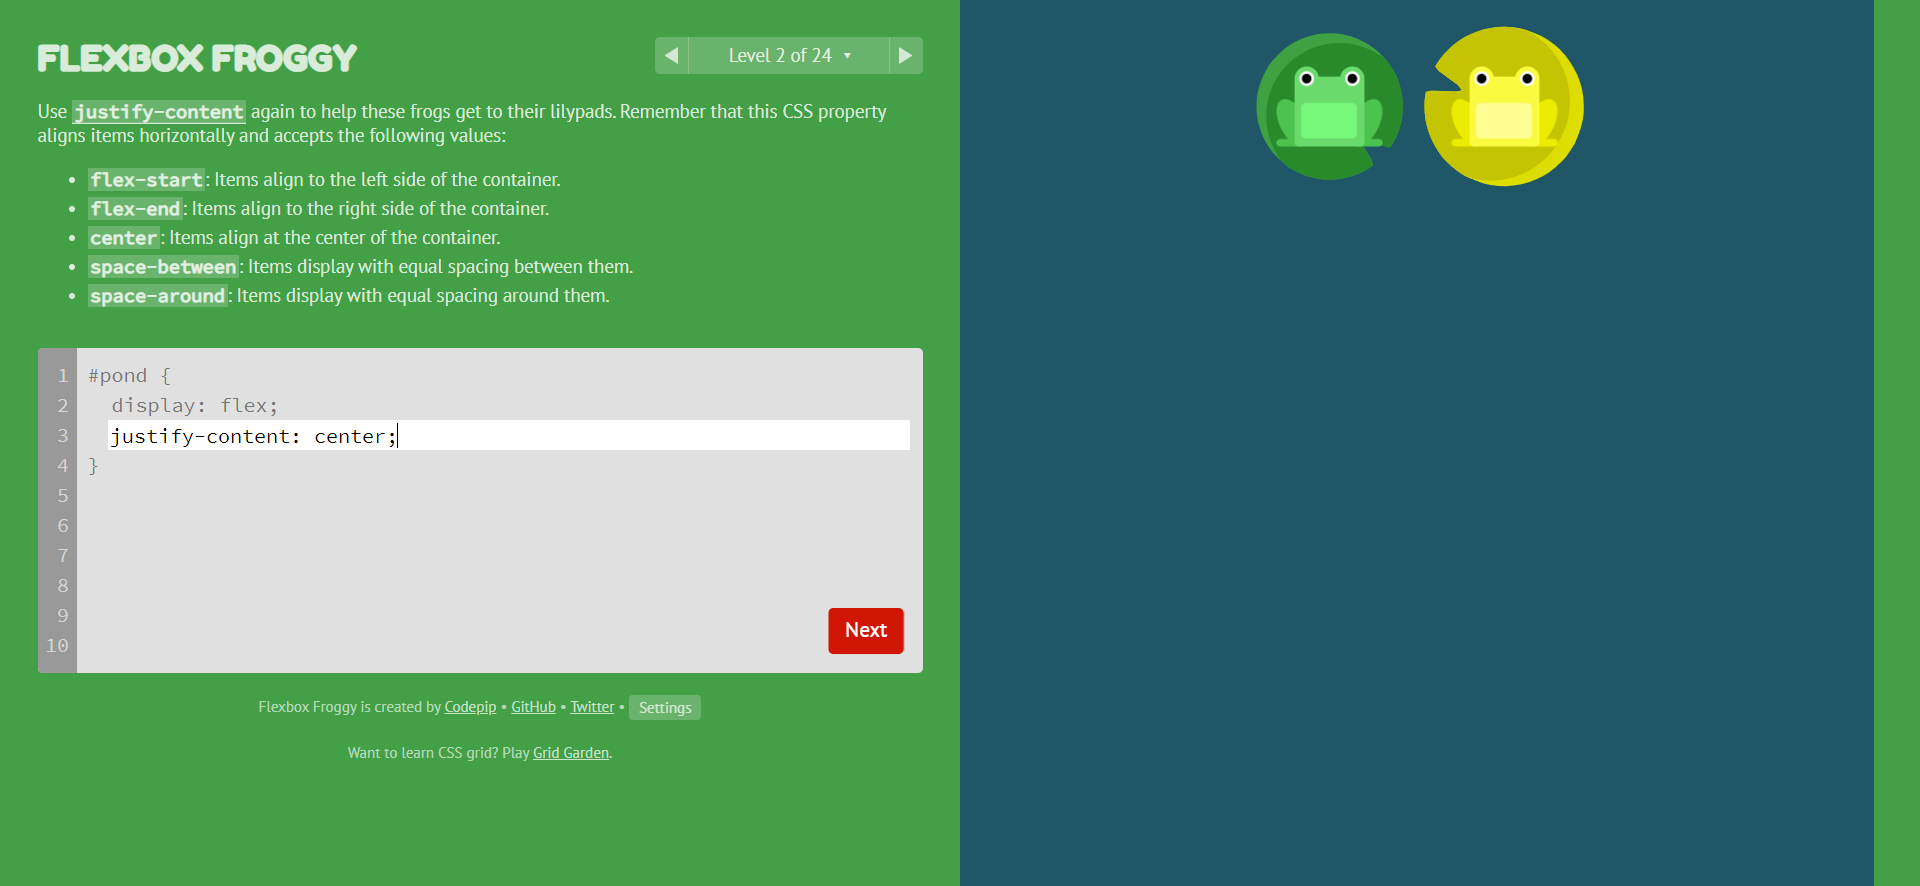 FLEXBOX FROGGY
Level 2 of 24
Use justify-content again to help these frogs get to their lilypads. Remember that this CSS property
aligns items horizontally and accepts the following values:
• flex-start: Items align to the left side of the container.
• flex-end: Items align to the right side of the container.
• center: Items align at the center of the container.
• space-between: Items display with equal spacing between them.
• space-around: Items display with equal spacing around them.
1 #pond {
2   display: flex;
3   justify-content: center;
4 }
5
6
7
8
9
10
Next
Flexbox Froggy is created by Codepip • GitHub • Twitter • Settings
Want to learn CSS grid? Play Grid Garden.